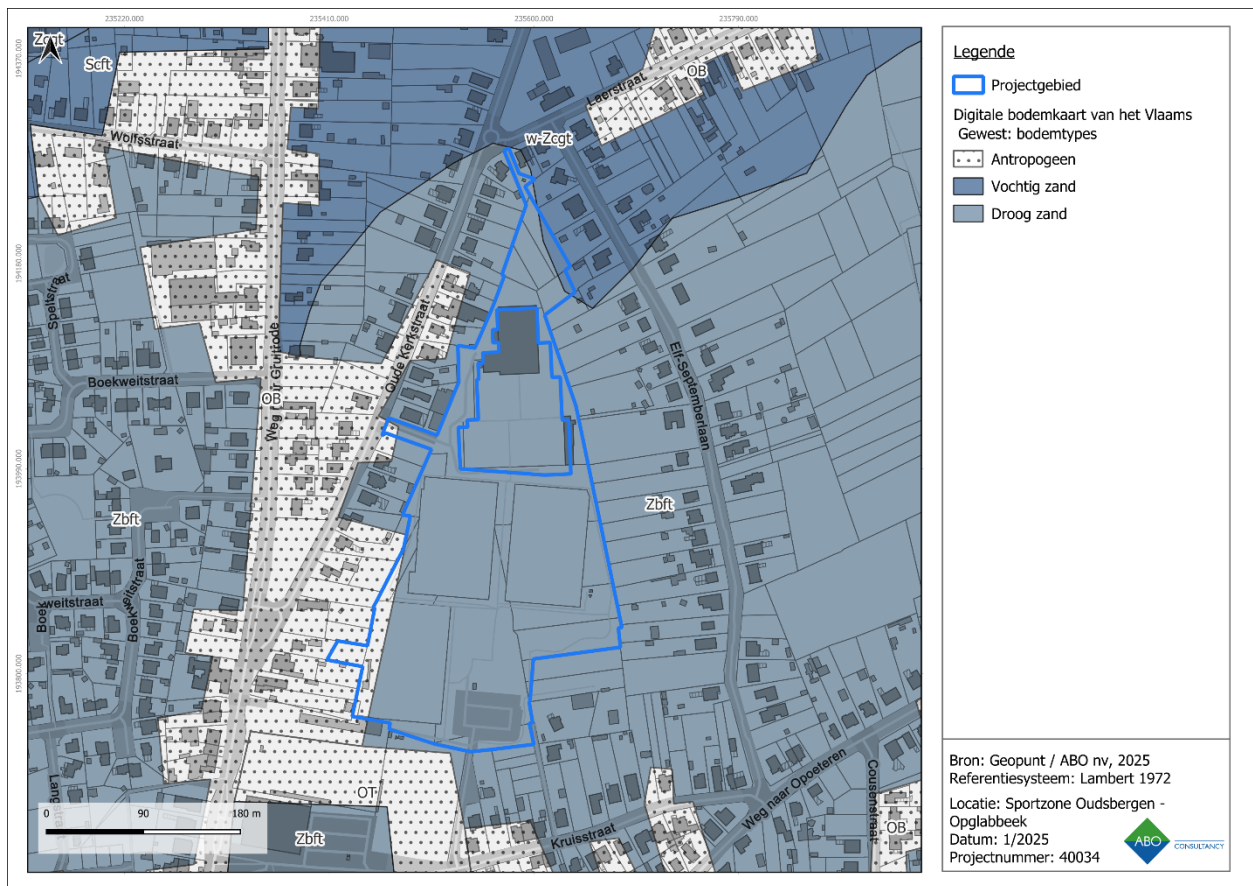 235220.000
235410.000
235600.000
235790.000
194370.000
194180.000
193990.000
193800.000
Zcgt
Scft
Leerstraat
OB
Wolfsstraat
w-Zcgt
Speltstraat
Oude Kerkstraat
Weg naar Gruitrode
Boekweitstraat
OB
Elf-Septemberlaan
Zbft
Zbft
Boekweitstraat
Boekweitstraat
Langstraat
OT
Zbft
Kruisstraat
Weg naar Opoeteren
Cousenstraat
OB
0 90 180 m
Legende
Projectgebied
Digitale bodemkaart van het Vlaams
Gewest: bodemtypes
Antropogeen
Vochtig zand
Droog zand
Bron: Geopunt / ABO nv, 2025
Referentiesysteem: Lambert 1972
Locatie: Sportzone Oudsbergen -
Opglabbeek
Datum: 1/2025
Projectnummer: 40034
ABO
CONSULTANCY